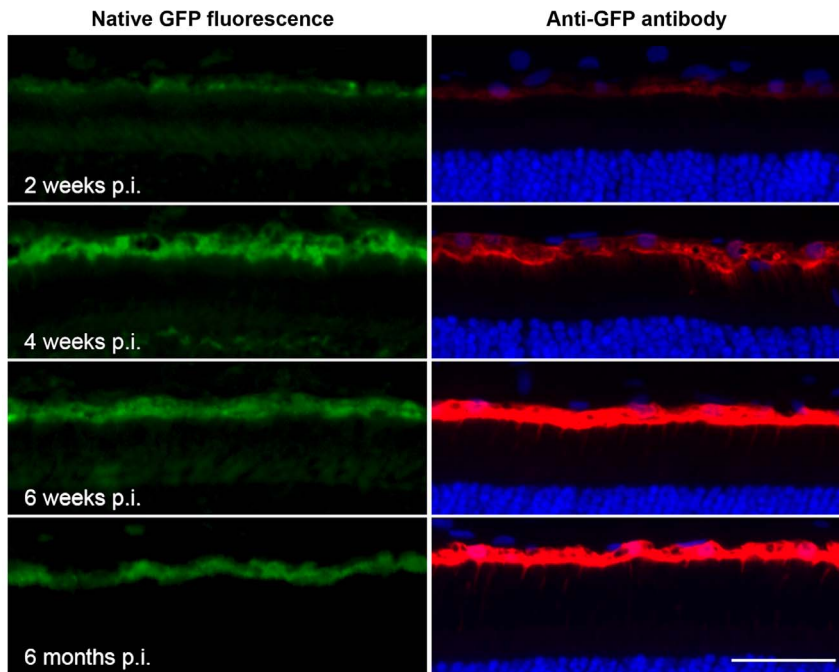 Native GFP fluorescence
Anti-GFP antibody
2 weeks p.i.
4 weeks p.i.
6 weeks p.i.
6 months p.i.